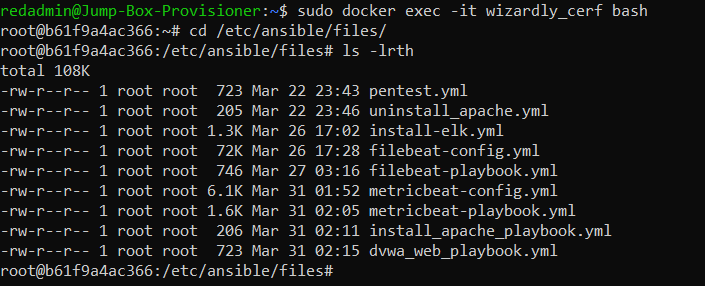 redadmin@Jump-Box-Provisioner:~$ sudo docker exec -it wizardly_cerf bash
root@b61f9a4ac366:~# cd /etc/ansible/files/
root@b61f9a4ac366:/etc/ansible/files# ls -lrth
total 108K
-rw-r--r-- 1 root root  723 Mar 22 23:43 pentest.yml
-rw-r--r-- 1 root root  205 Mar 22 23:46 uninstall_apache.yml
-rw-r--r-- 1 root root 1.3K Mar 26 17:02 install-elk.yml
-rw-r--r-- 1 root root  72K Mar 26 17:28 filebeat-config.yml
-rw-r--r-- 1 root root  746 Mar 27 03:16 filebeat-playbook.yml
-rw-r--r-- 1 root root 6.1K Mar 31 01:52 metricbeat-config.yml
-rw-r--r-- 1 root root 1.6K Mar 31 02:05 metricbeat-playbook.yml
-rw-r--r-- 1 root root  206 Mar 31 02:11 install_apache_playbook.yml
-rw-r--r-- 1 root root  723 Mar 31 02:15 dvwa_web_playbook.yml
root@b61f9a4ac366:/etc/ansible/files#